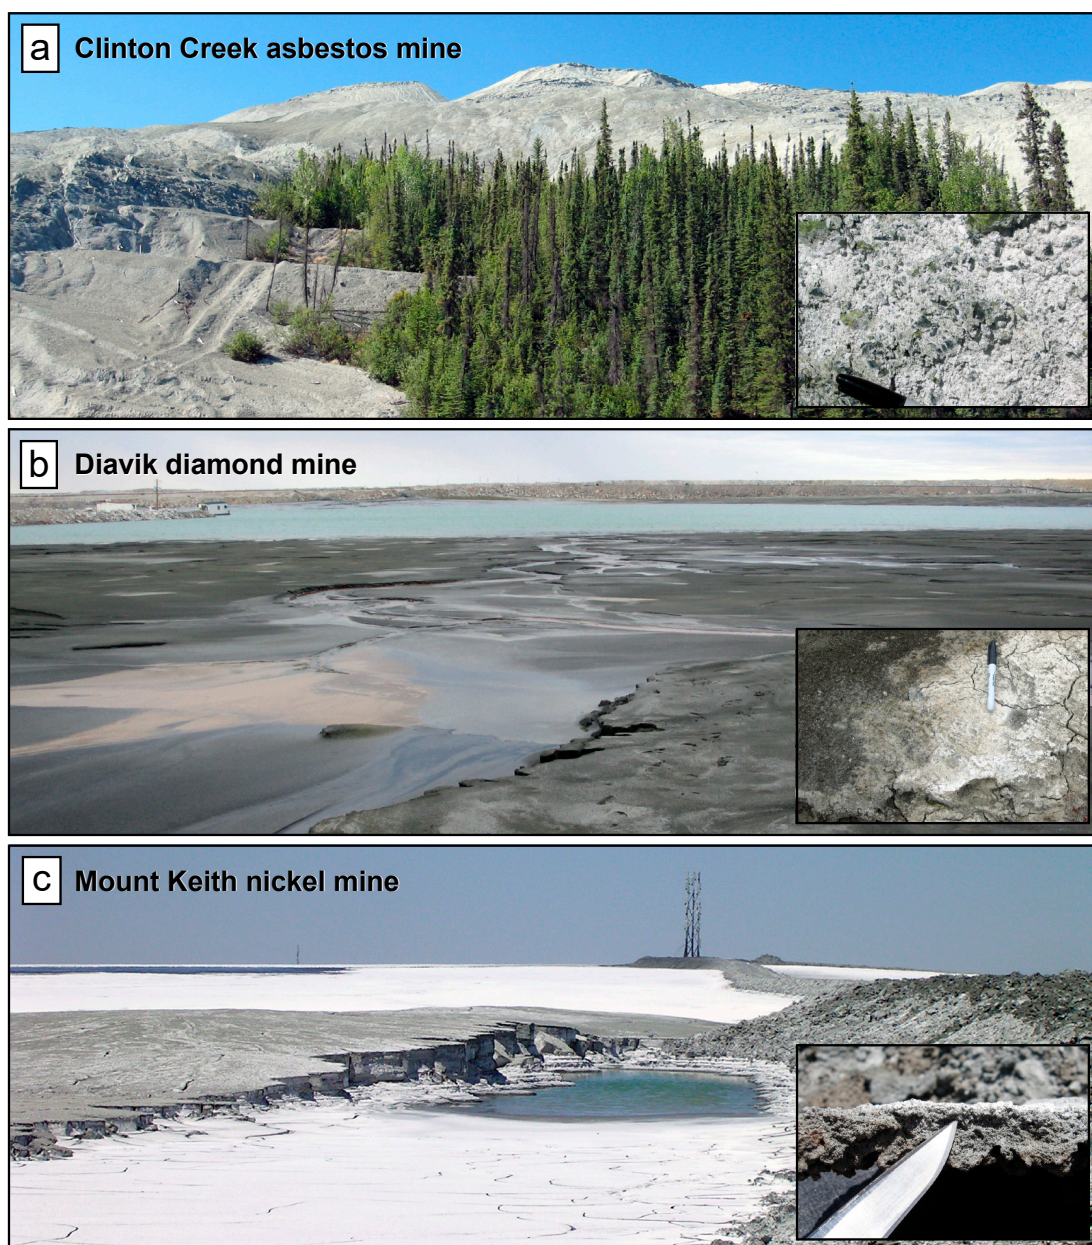 a Clinton Creek asbestos mine
b Diavik diamond mine
c Mount Keith nickel mine